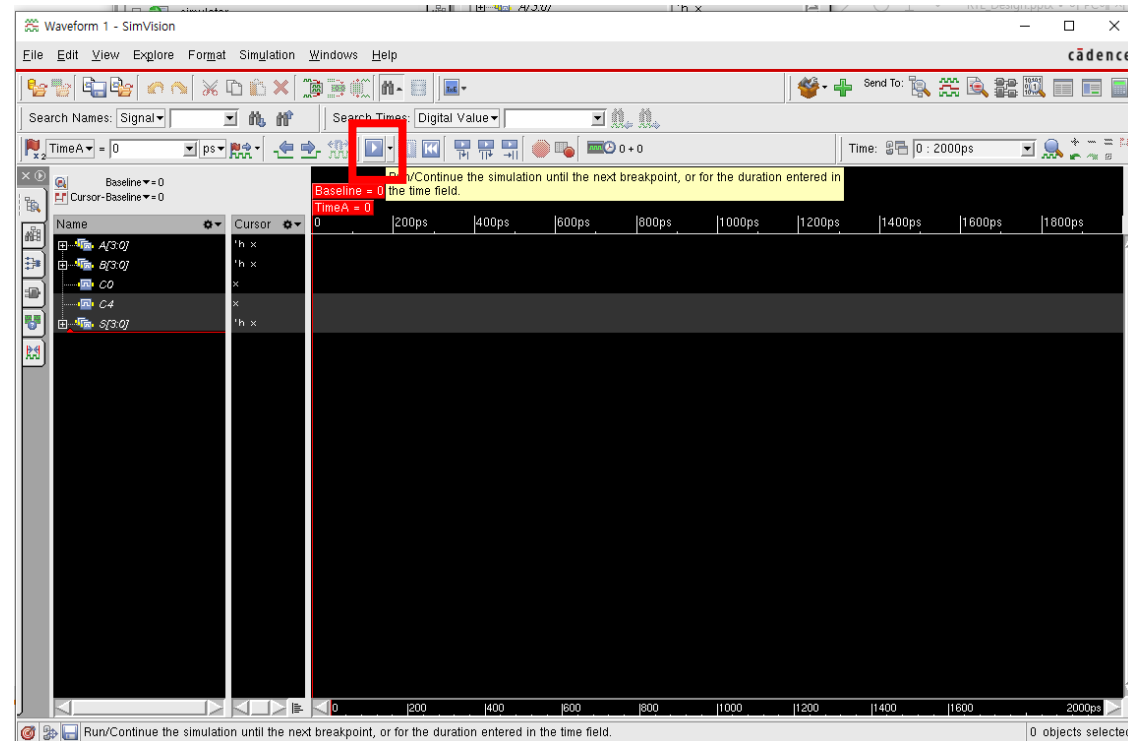 simulator
A[3:0]
'h x
Waveform 1 - SimVision
File Edit View Explore Format Simulation Windows Help
cādence
Send To:
Search Names: Signal
Search Times: Digital Value
x2 TimeA = 0 ps
0 + 0
Time: 0 : 2000ps
Baseline = 0
Cursor-Baseline = 0
Run/Continue the simulation until the next breakpoint, or for the duration entered in
the time field.
Baseline = 0
TimeA = 0
Name Cursor
0 200ps 400ps 600ps 800ps 1000ps 1200ps 1400ps 1600ps 1800ps
A[3:0] 'h x
B[3:0] 'h x
C0 x
C4 x
S[3:0] 'h x
0 200 400 600 800 1000 1200 1400 1600 2000ps
Run/Continue the simulation until the next breakpoint, or for the duration entered in the time field.
0 objects selected